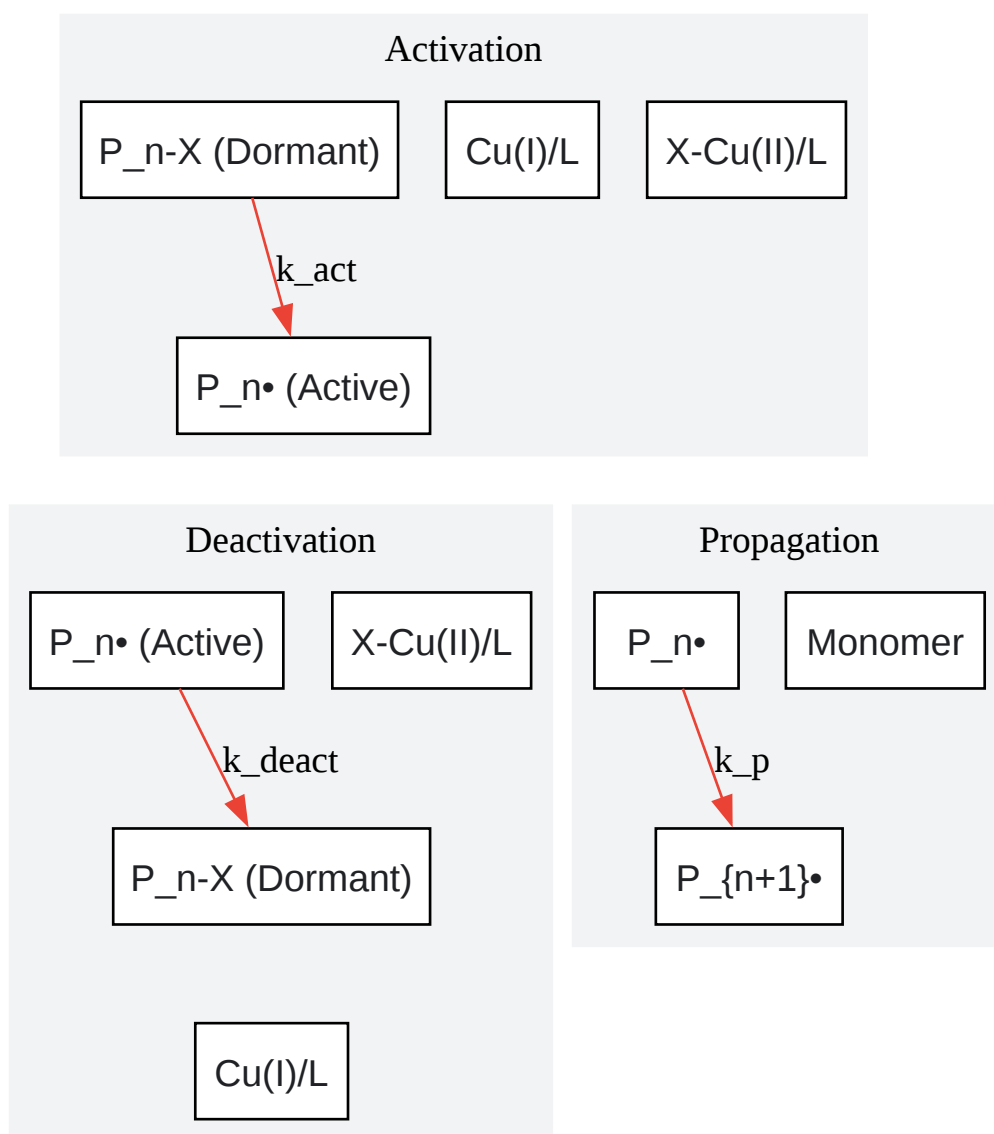 Activation
P_n-X (Dormant)
Cu(I)/L
X-Cu(II)/L
k_act
P_n• (Active)
Deactivation
P_n• (Active)
X-Cu(II)/L
k_deact
P_n-X (Dormant)
Cu(I)/L
Propagation
P_n•
Monomer
k_p
P_{n+1}•